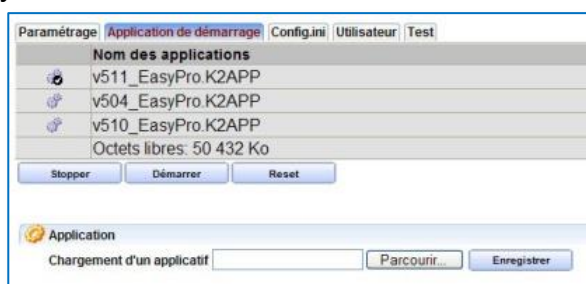 Paramétrage Application de démarrage Config.ini Utilisateur Test
Nom des applications
v511_EasyPro.K2APP
v504_EasyPro.K2APP
v510_EasyPro.K2APP
Octets libres: 50 432 Ko
Stopper Démarrer Reset
Application
Chargement d'un applicatif Parcourir... Enregistrer